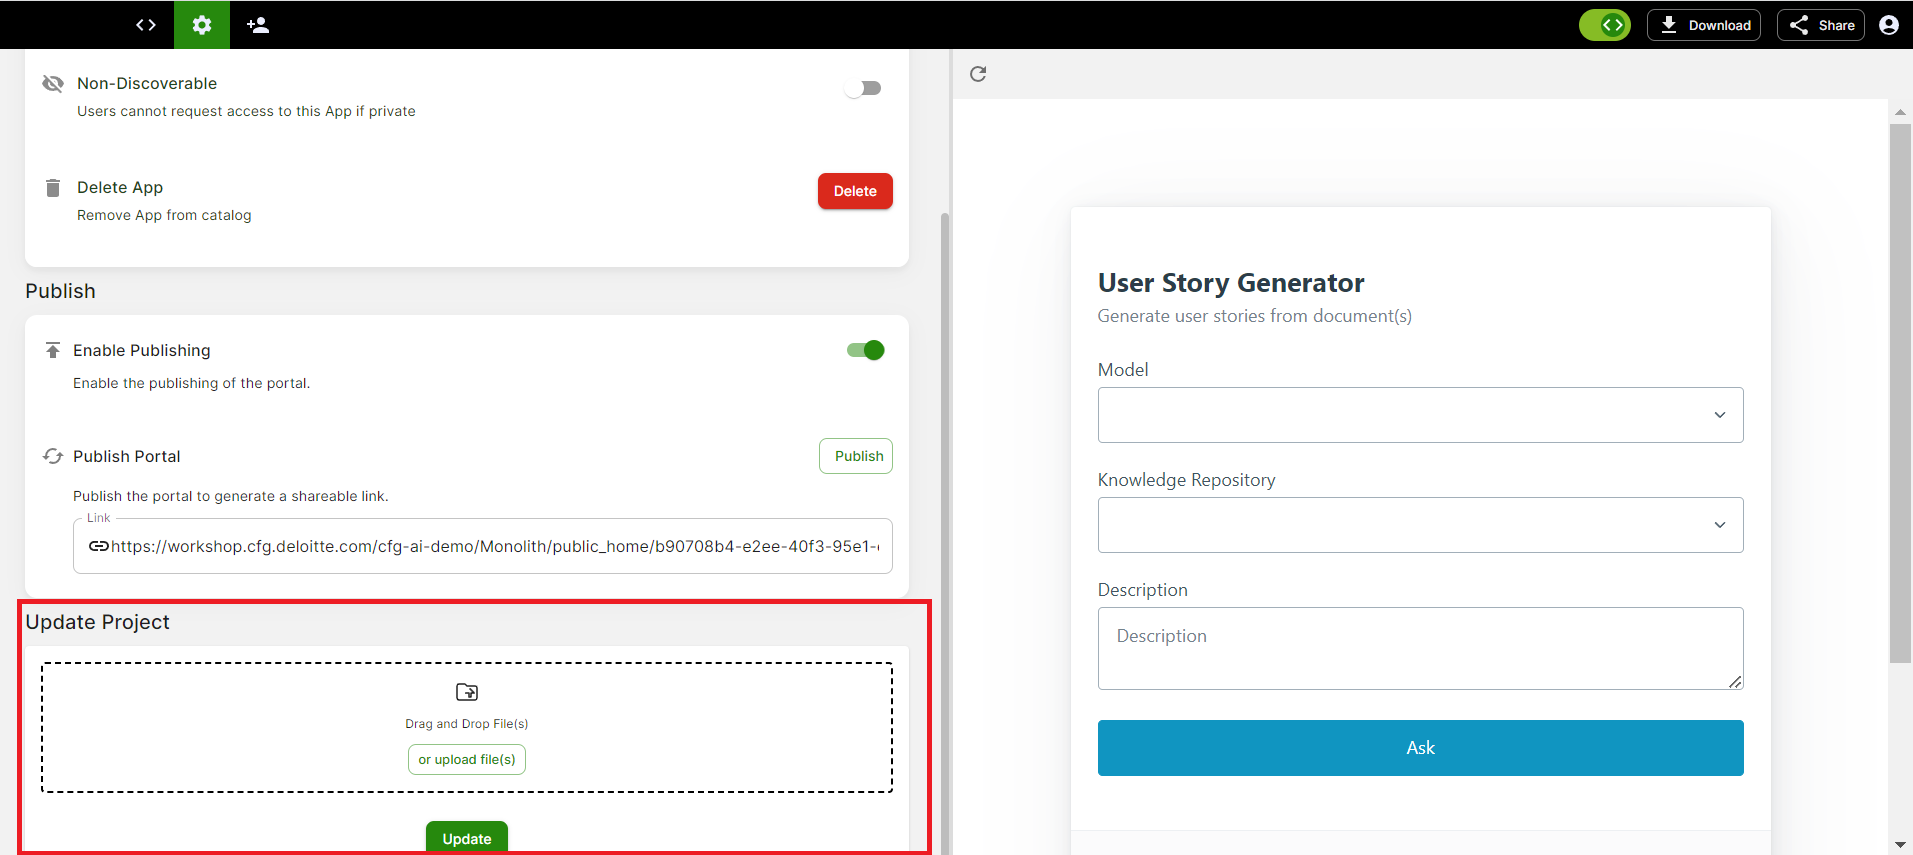 Download
Share
Non-Discoverable
Users cannot request access to this App if private
Delete App
Delete
Remove App from catalog
Publish
Enable Publishing
Enable the publishing of the portal.
Publish Portal
Publish
Publish the portal to generate a shareable link.
Link
https://workshop.cfg.deloitte.com/cfg-ai-demo/Monolith/public_home/b90708b4-e2ee-40f3-95e1-
Update Project
Drag and Drop File(s)
or upload file(s)
Update
User Story Generator
Generate user stories from document(s)
Model
Knowledge Repository
Description
Description
Ask